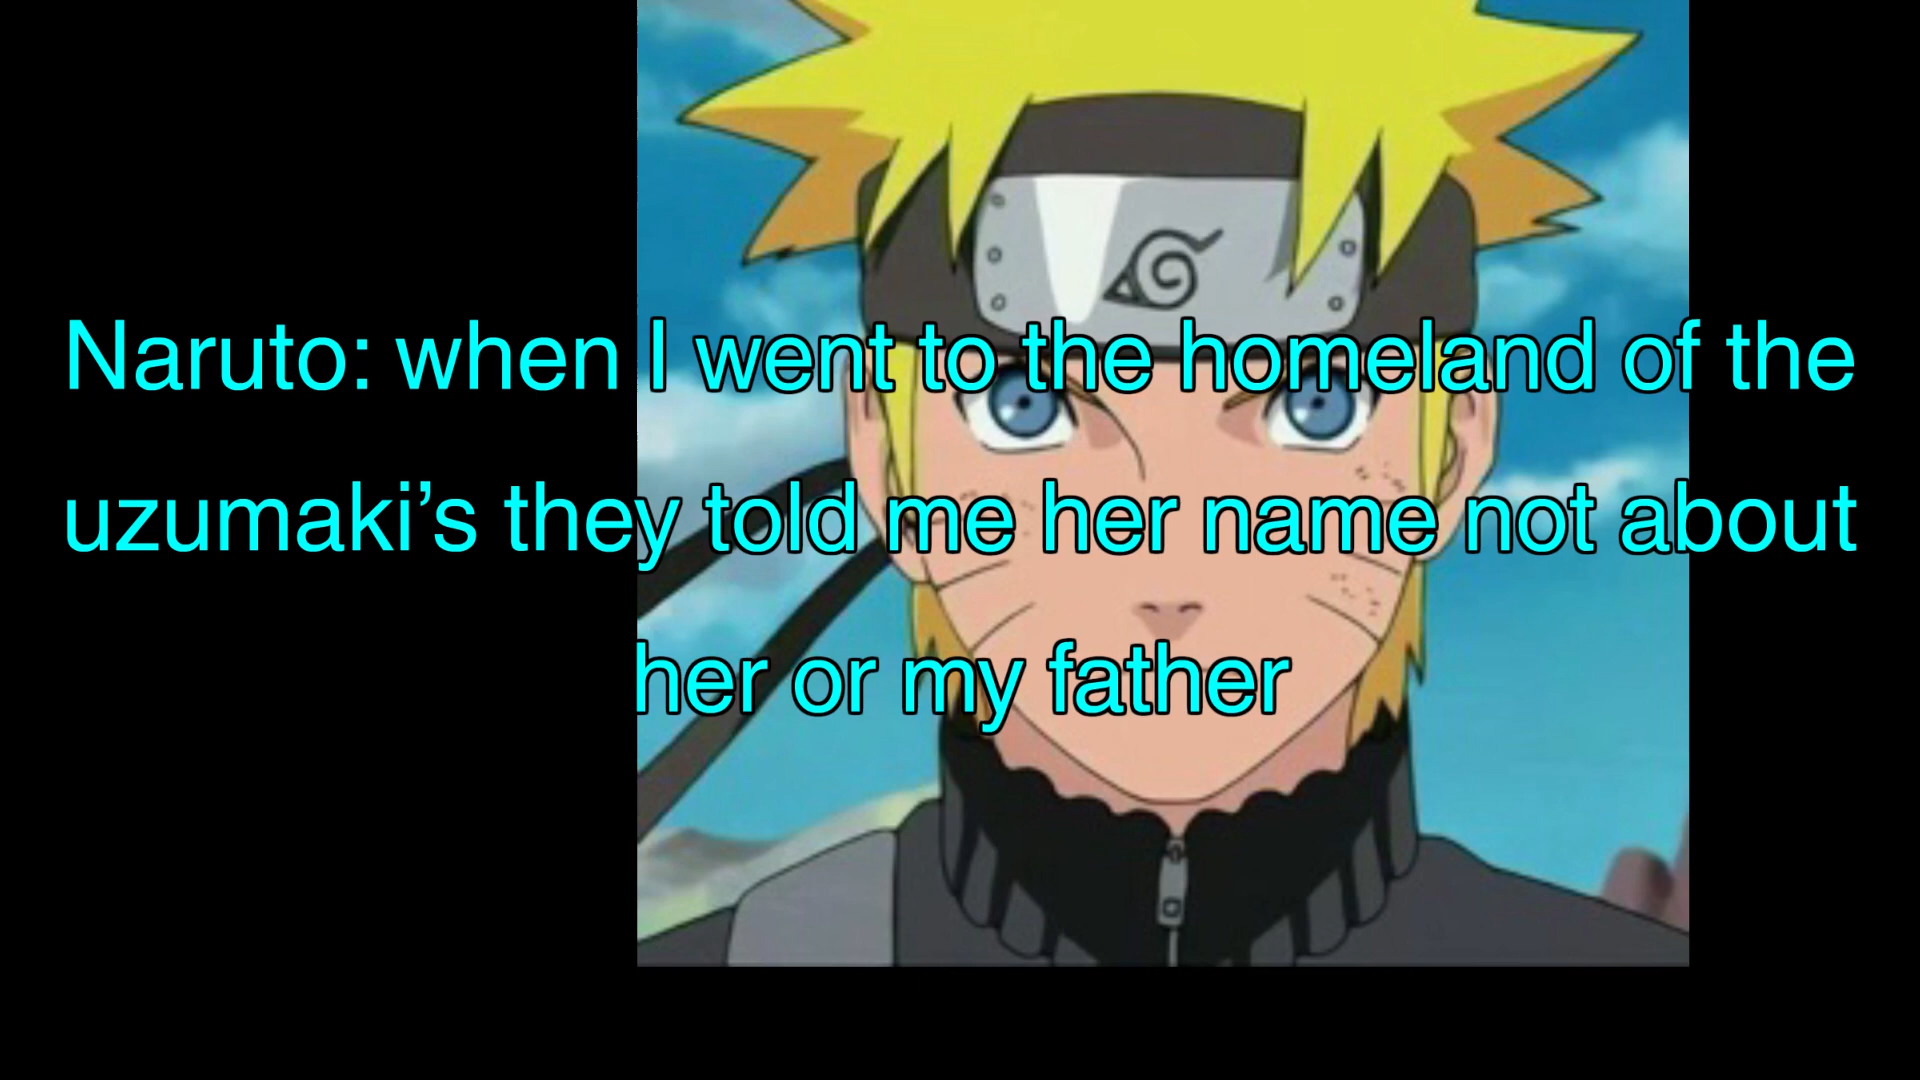 Naruto: when I went to the homeland of the
uzumaki’s they told me her name not about
her or my father